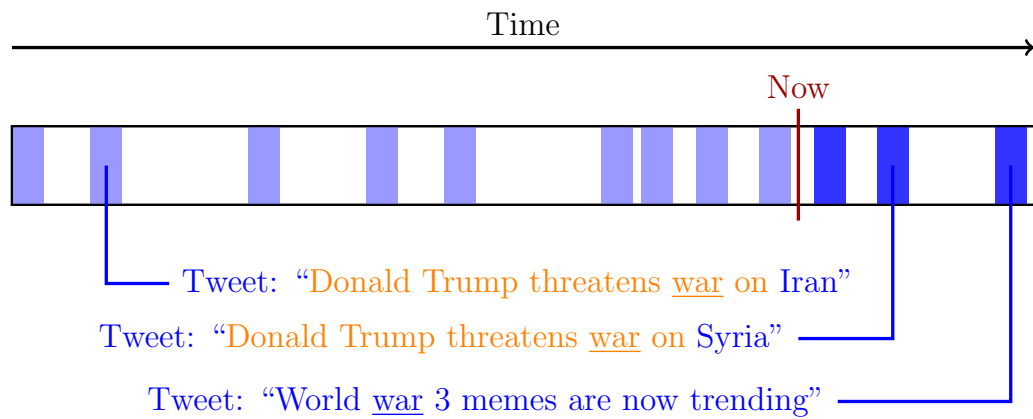 Time
Now
Tweet: “Donald Trump threatens war on Iran”
Tweet: “Donald Trump threatens war on Syria”
Tweet: “World war 3 memes are now trending”